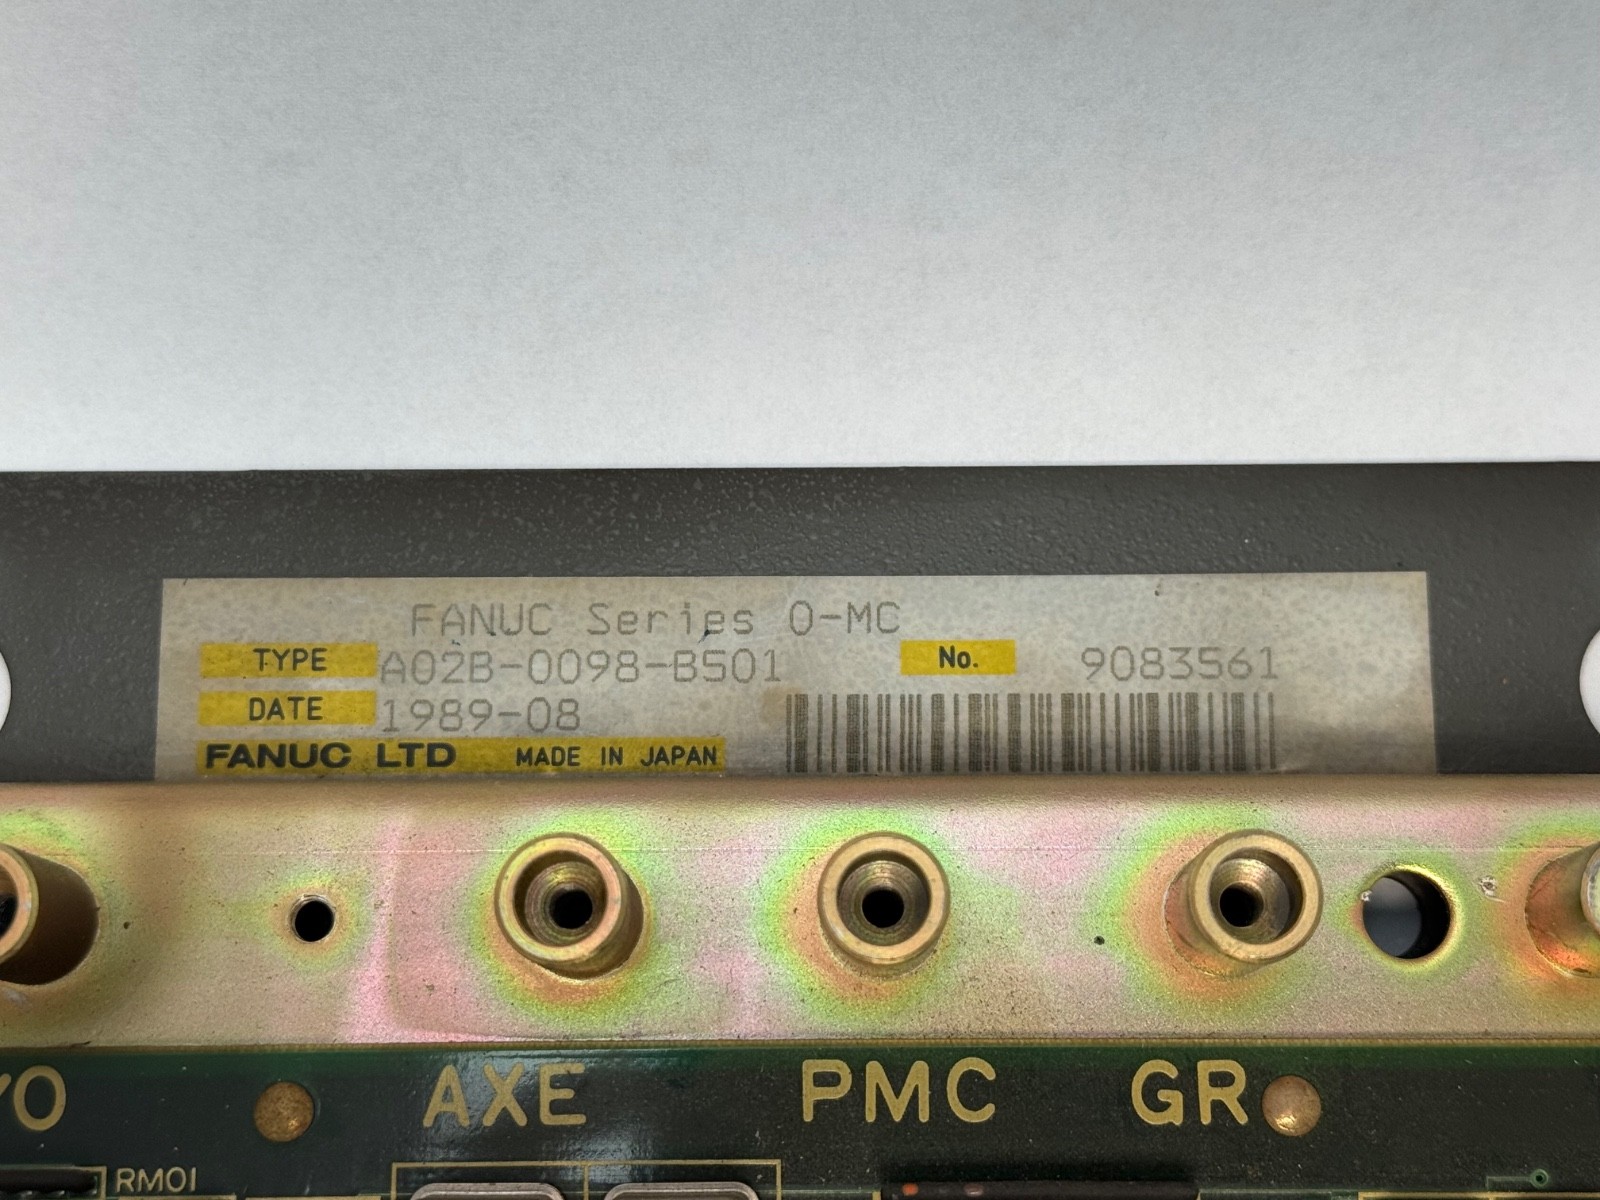 FANUC Series 0-MC
TYPE A02B-0098-B501 No. 9083561
DATE 1989-08
FANUC LTD MADE IN JAPAN
AXE PMC GR
RM01